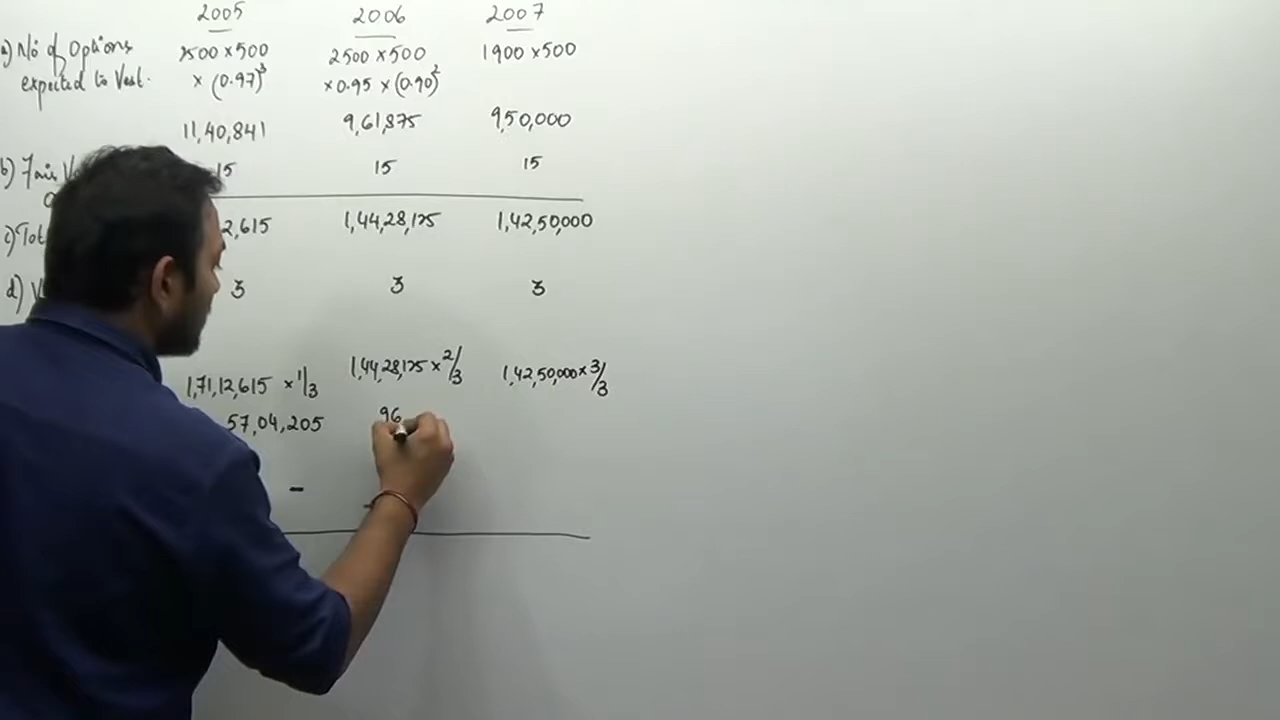 2005 2006 2007
a) No of Options 2500 × 500 2500 × 500 1900 × 500
expected to Vest. × (0.97)³ × 0.95 × (0.90)²
11,40,841 9,61,875 9,50,000
b) Fair V 15 15 15
c) Tot 2,615 1,44,28,125 1,42,50,000
d) V 3 3 3
1,71,12,615 × 1/3 1,44,28,125 × 2/3 1,42,50,000 × 3/3
57,04,205 96
-